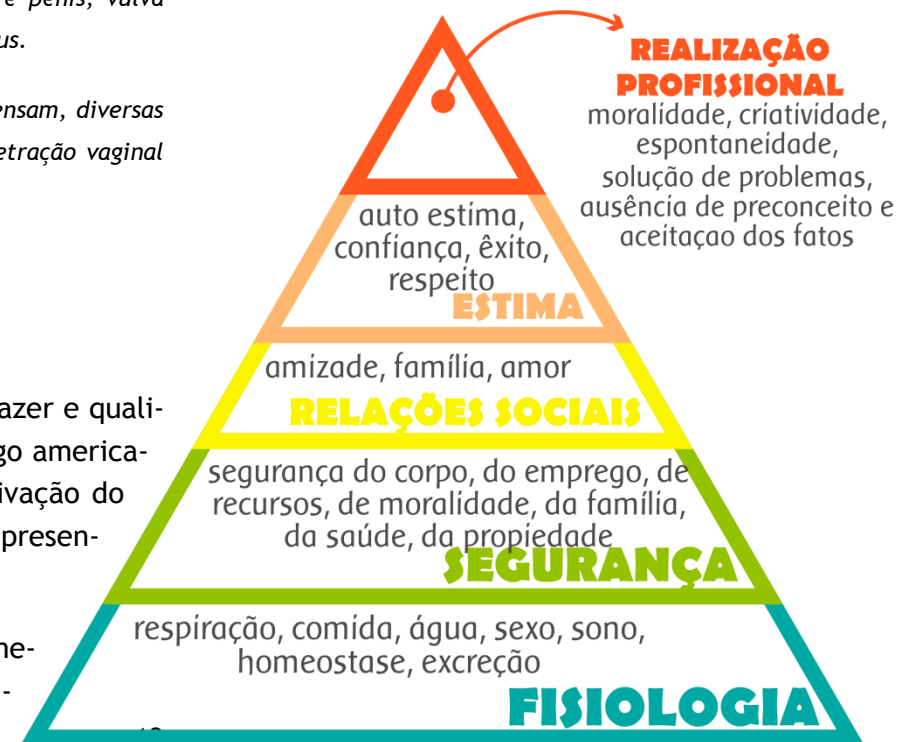 e pênis, vulva
us.
ensam, diversas
etração vaginal
azer e quali-
go america-
ivação do
presen-
ne-
-
REALIZAÇÃO
PROFISSIONAL
moralidade, criatividade,
espontaneidade,
solução de problemas,
ausência de preconceito e
aceitaçao dos fatos
auto estima,
confiança, êxito,
respeito
ESTIMA
amizade, família, amor
RELAÇÕES SOCIAIS
segurança do corpo, do emprego, de
recursos, de moralidade, da família,
da saúde, da propiedade
SEGURANÇA
respiração, comida, água, sexo, sono,
homeostase, excreção
FISIOLOGIA